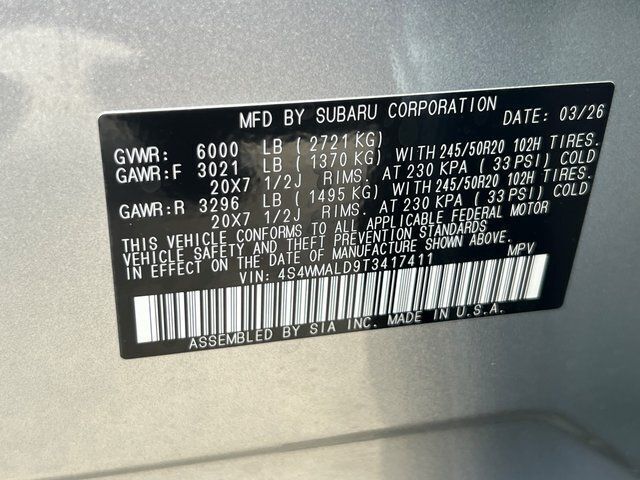 MFD BY SUBARU CORPORATION DATE: 03/26
GVWR: 6000 LB (2721 KG)
GAWR:F 3021 LB (1370 KG) WITH 245/50R20 102H TIRES.
20X7 1/2J RIMS. AT 230 KPA (33 PSI) COLD
GAWR:R 3296 LB (1495 KG) WITH 245/50R20 102H TIRES.
20X7 1/2J RIMS. AT 230 KPA (33 PSI) COLD
THIS VEHICLE CONFORMS TO ALL APPLICABLE FEDERAL MOTOR
VEHICLE SAFETY AND THEFT PREVENTION STANDARDS
IN EFFECT ON THE DATE OF MANUFACTURE SHOWN ABOVE.
VIN: 4S4WMALD9T3417411 MPV
ASSEMBLED BY SIA INC. MADE IN U.S.A.